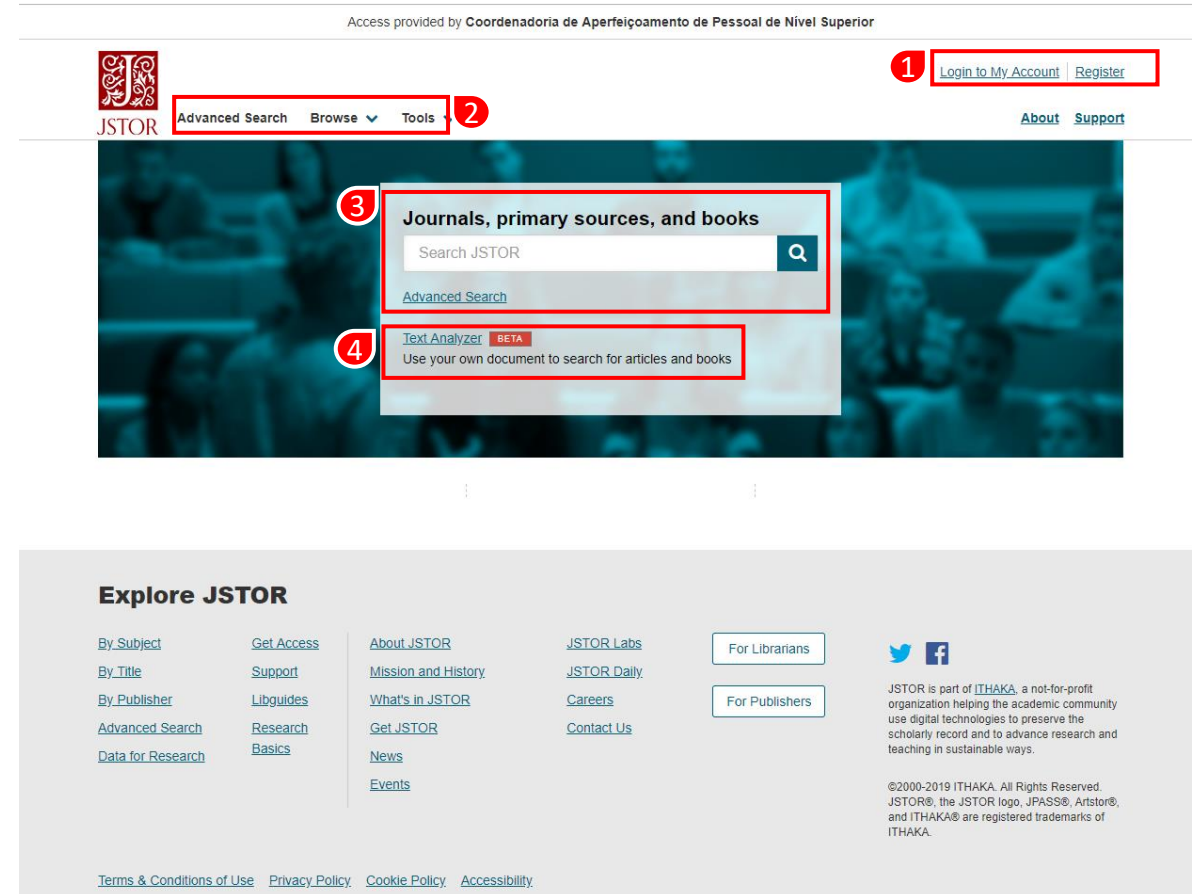 Access provided by Coordenadoria de Aperfeiçoamento de Pessoal de Nível Superior
1
Login to My Account
Register
JSTOR
Advanced Search
Browse
Tools
2
About
Support
3
Journals, primary sources, and books
Search JSTOR
Advanced Search
4
Text Analyzer
BETA
Use your own document to search for articles and books
Explore JSTOR
By Subject
By Title
By Publisher
Advanced Search
Data for Research
Get Access
Support
Libguides
Research
Basics
About JSTOR
Mission and History
What's in JSTOR
Get JSTOR
News
Events
JSTOR Labs
JSTOR Daily
Careers
Contact Us
For Librarians
For Publishers
JSTOR is part of ITHAKA, a not-for-profit
organization helping the academic community
use digital technologies to preserve the
scholarly record and to advance research and
teaching in sustainable ways.
©2000-2019 ITHAKA. All Rights Reserved.
JSTOR®, the JSTOR logo, JPASS®, Artstor®,
and ITHAKA® are registered trademarks of
ITHAKA.
Terms & Conditions of Use
Privacy Policy
Cookie Policy
Accessibility